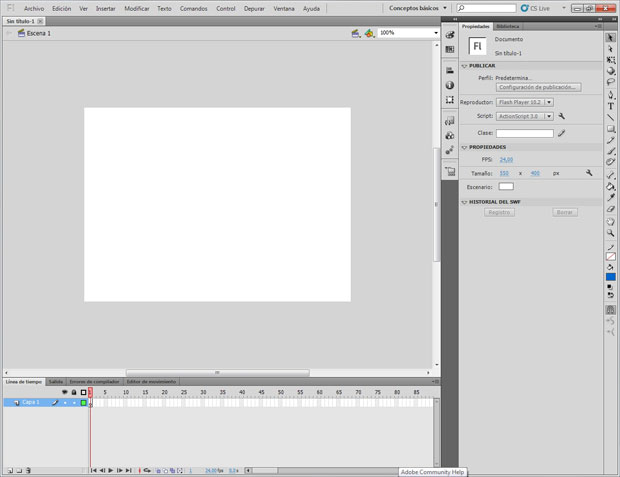 Fl Archivo Edición Ver Insertar Modificar Texto Comandos Control Depurar Ventana Ayuda Conceptos básicos CS Live
Sin título-1
Escena 1 100%
Propiedades Biblioteca
Fl Documento
Sin título-1
PUBLICAR
Perfil: Predetermina...
Configuración de publicación...
Reproductor: Flash Player 10.2
Script: ActionScript 3.0
Clase:
PROPIEDADES
FPS: 24,00
Tamaño: 550 x 400 px
Escenario:
HISTORIAL DEL SWF
Registro Borrar
Línea de tiempo Salida Errores de compilador Editor de movimiento
1 5 10 15 20 25 30 35 40 45 50 55 60 65 70 75 80 85
Capa 1
1 24,00 fps 0,0 s
Adobe Community Help